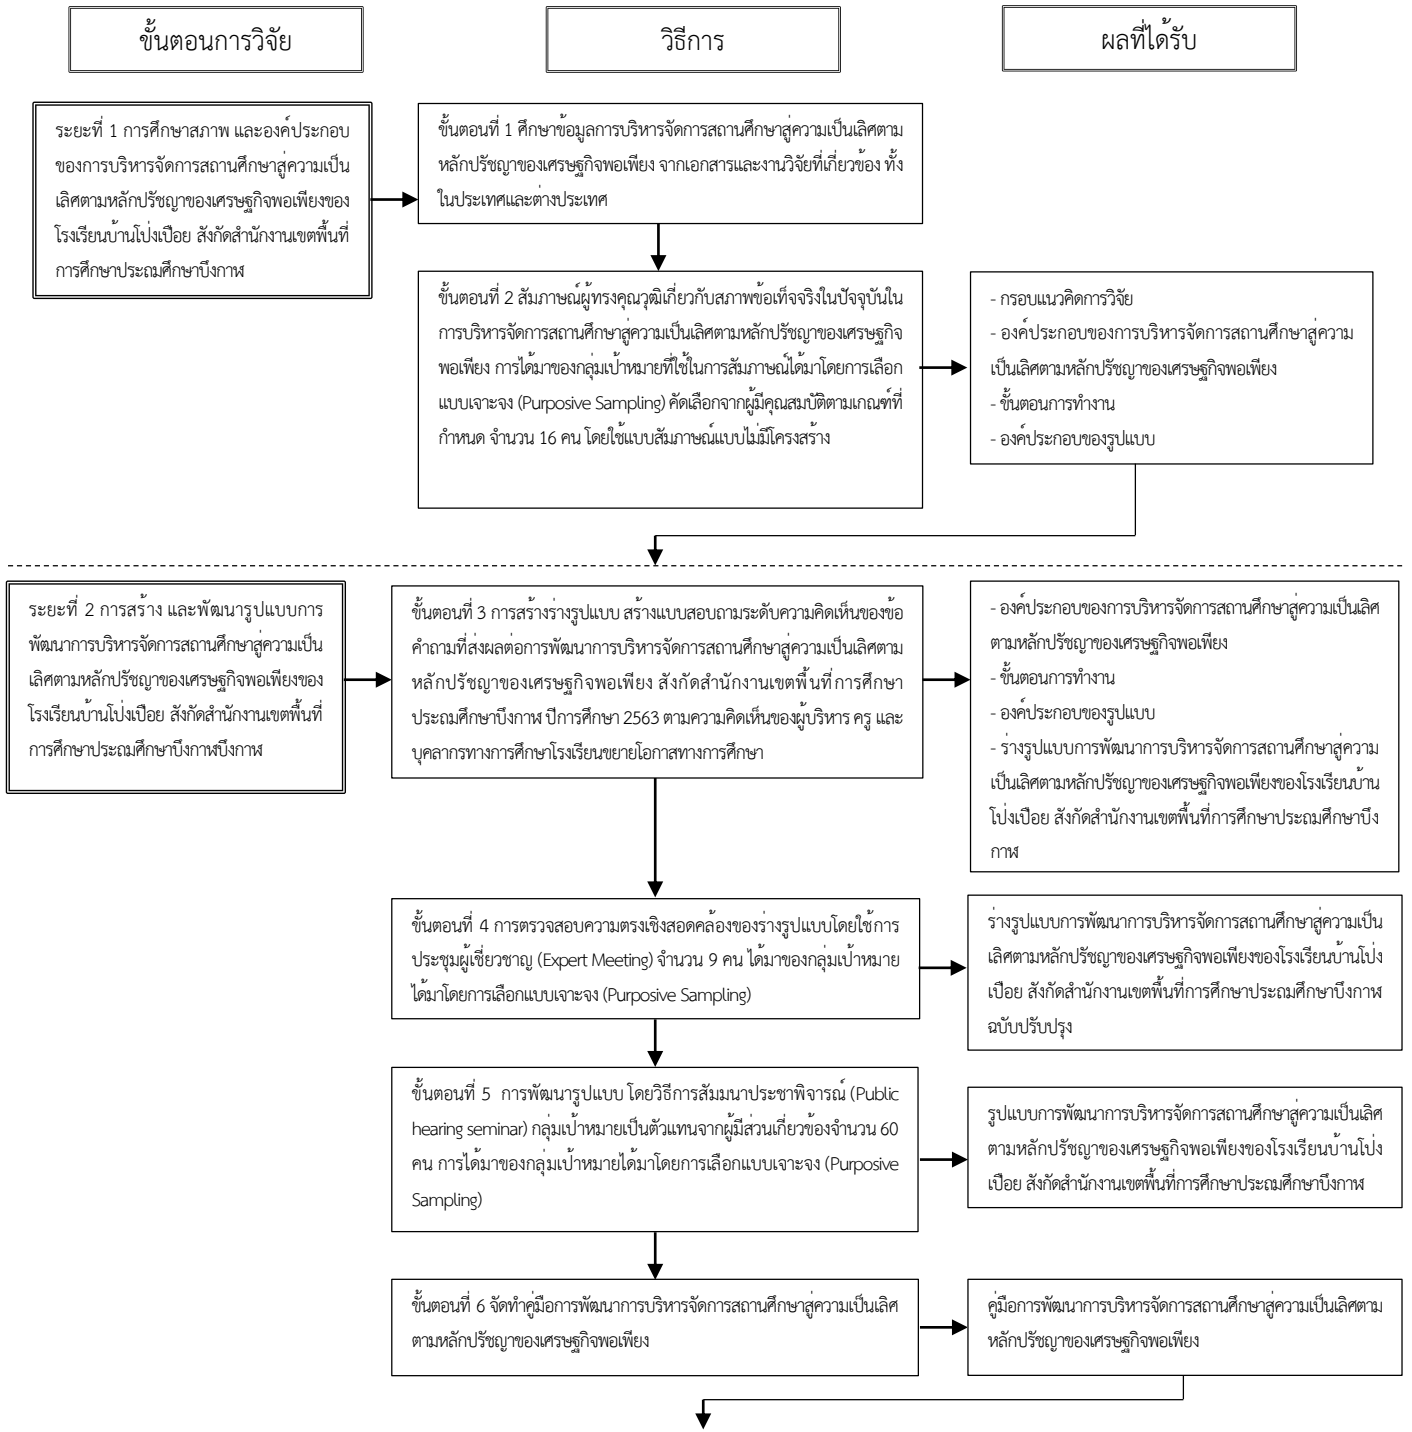 ขั้นตอนการวิจัย
วิธีการ
ผลที่ได้รับ
ระยะที่ 1 การศึกษาสภาพ และองค์ประกอบ
ของการบริหารจัดการสถานศึกษาสู่ความเป็น
เลิศตามหลักปรัชญาของเศรษฐกิจพอเพียงของ
โรงเรียนบ้านโป่งเปือย สังกัดสำนักงานเขตพื้นที่
การศึกษาประถมศึกษาบึงกาฬ
ขั้นตอนที่ 1 ศึกษาข้อมูลการบริหารจัดการสถานศึกษาสู่ความเป็นเลิศตาม
หลักปรัชญาของเศรษฐกิจพอเพียง จากเอกสารและงานวิจัยที่เกี่ยวข้อง ทั้ง
ในประเทศและต่างประเทศ
ขั้นตอนที่ 2 สัมภาษณ์ผู้ทรงคุณวุฒิเกี่ยวกับสภาพข้อเท็จจริงในปัจจุบันใน
การบริหารจัดการสถานศึกษาสู่ความเป็นเลิศตามหลักปรัชญาของเศรษฐกิจ
พอเพียง การได้มาของกลุ่มเป้าหมายที่ใช้ในการสัมภาษณ์ได้มาโดยการเลือก
แบบเจาะจง (Purposive Sampling) คัดเลือกจากผู้มีคุณสมบัติตามเกณฑ์ที่
กำหนด จำนวน 16 คน โดยใช้แบบสัมภาษณ์แบบไม่มีโครงสร้าง
- กรอบแนวคิดการวิจัย
- องค์ประกอบของการบริหารจัดการสถานศึกษาสู่ความ
เป็นเลิศตามหลักปรัชญาของเศรษฐกิจพอเพียง
- ขั้นตอนการทำงาน
- องค์ประกอบของรูปแบบ
ระยะที่ 2 การสร้าง และพัฒนารูปแบบการ
พัฒนาการบริหารจัดการสถานศึกษาสู่ความเป็น
เลิศตามหลักปรัชญาของเศรษฐกิจพอเพียงของ
โรงเรียนบ้านโป่งเปือย สังกัดสำนักงานเขตพื้นที่
การศึกษาประถมศึกษาบึงกาฬบึงกาฬ
ขั้นตอนที่ 3 การสร้างร่างรูปแบบ สร้างแบบสอบถามระดับความคิดเห็นของข้อ
คำถามที่ส่งผลต่อการพัฒนาการบริหารจัดการสถานศึกษาสู่ความเป็นเลิศตาม
หลักปรัชญาของเศรษฐกิจพอเพียง สังกัดสำนักงานเขตพื้นที่การศึกษา
ประถมศึกษาบึงกาฬ ปีการศึกษา 2563 ตามความคิดเห็นของผู้บริหาร ครู และ
บุคลากรทางการศึกษาโรงเรียนขยายโอกาสทางการศึกษา
- องค์ประกอบของการบริหารจัดการสถานศึกษาสู่ความเป็นเลิศ
ตามหลักปรัชญาของเศรษฐกิจพอเพียง
- ขั้นตอนการทำงาน
- องค์ประกอบของรูปแบบ
- ร่างรูปแบบการพัฒนาการบริหารจัดการสถานศึกษาสู่ความ
เป็นเลิศตามหลักปรัชญาของเศรษฐกิจพอเพียงของโรงเรียนบ้าน
โป่งเปือย สังกัดสำนักงานเขตพื้นที่การศึกษาประถมศึกษาบึง
กาฬ
ขั้นตอนที่ 4 การตรวจสอบความตรงเชิงสอดคล้องของร่างรูปแบบโดยใช้การ
ประชุมผู้เชี่ยวชาญ (Expert Meeting) จำนวน 9 คน ได้มาของกลุ่มเป้าหมาย
ได้มาโดยการเลือกแบบเจาะจง (Purposive Sampling)
ร่างรูปแบบการพัฒนาการบริหารจัดการสถานศึกษาสู่ความเป็น
เลิศตามหลักปรัชญาของเศรษฐกิจพอเพียงของโรงเรียนบ้านโป่ง
เปือย สังกัดสำนักงานเขตพื้นที่การศึกษาประถมศึกษาบึงกาฬ
ฉบับปรับปรุง
ขั้นตอนที่ 5 การพัฒนารูปแบบ โดยวิธีการสัมมนาประชาพิจารณ์ (Public
hearing seminar) กลุ่มเป้าหมายเป็นตัวแทนจากผู้มีส่วนเกี่ยวข้องจำนวน 60
คน การได้มาของกลุ่มเป้าหมายได้มาโดยการเลือกแบบเจาะจง (Purposive
Sampling)
รูปแบบการพัฒนาการบริหารจัดการสถานศึกษาสู่ความเป็นเลิศ
ตามหลักปรัชญาของเศรษฐกิจพอเพียงของโรงเรียนบ้านโป่ง
เปือย สังกัดสำนักงานเขตพื้นที่การศึกษาประถมศึกษาบึงกาฬ
ขั้นตอนที่ 6 จัดทำคู่มือการพัฒนาการบริหารจัดการสถานศึกษาสู่ความเป็นเลิศ
ตามหลักปรัชญาของเศรษฐกิจพอเพียง
คู่มือการพัฒนาการบริหารจัดการสถานศึกษาสู่ความเป็นเลิศตาม
หลักปรัชญาของเศรษฐกิจพอเพียง